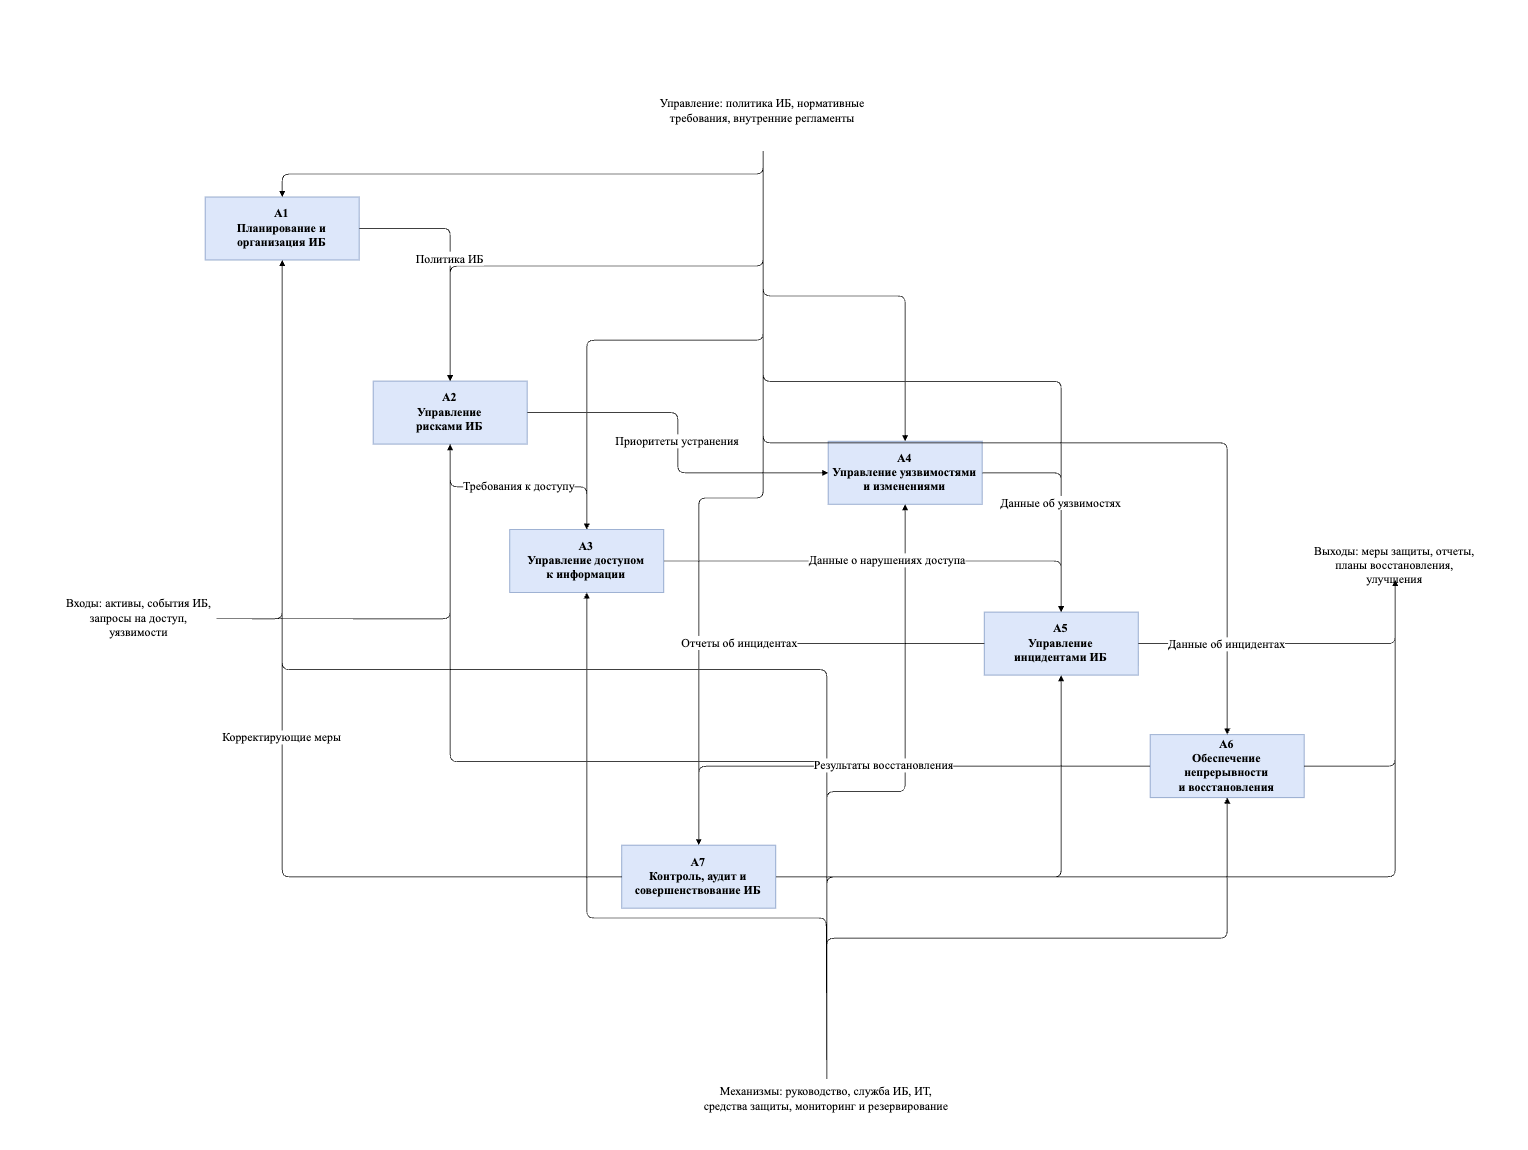 Управление: политика ИБ, нормативные
требования, внутренние регламенты
А1
Планирование и
организация ИБ
Политика ИБ
А2
Управление
рисками ИБ
Приоритеты устранения
А4
Управление уязвимостями
и изменениями
Требования к доступу
Данные об уязвимостях
А3
Управление доступом
к информации
Данные о нарушениях доступа
Выходы: меры защиты, отчеты,
планы восстановления,
улучшения
Входы: активы, события ИБ,
запросы на доступ,
уязвимости
А5
Управление
инцидентами ИБ
Отчеты об инцидентах
Данные об инцидентах
Корректирующие меры
А6
Обеспечение
непрерывности
и восстановления
Результаты восстановления
А7
Контроль, аудит и
совершенствование ИБ
Механизмы: руководство, служба ИБ, ИТ,
средства защиты, мониторинг и резервирование